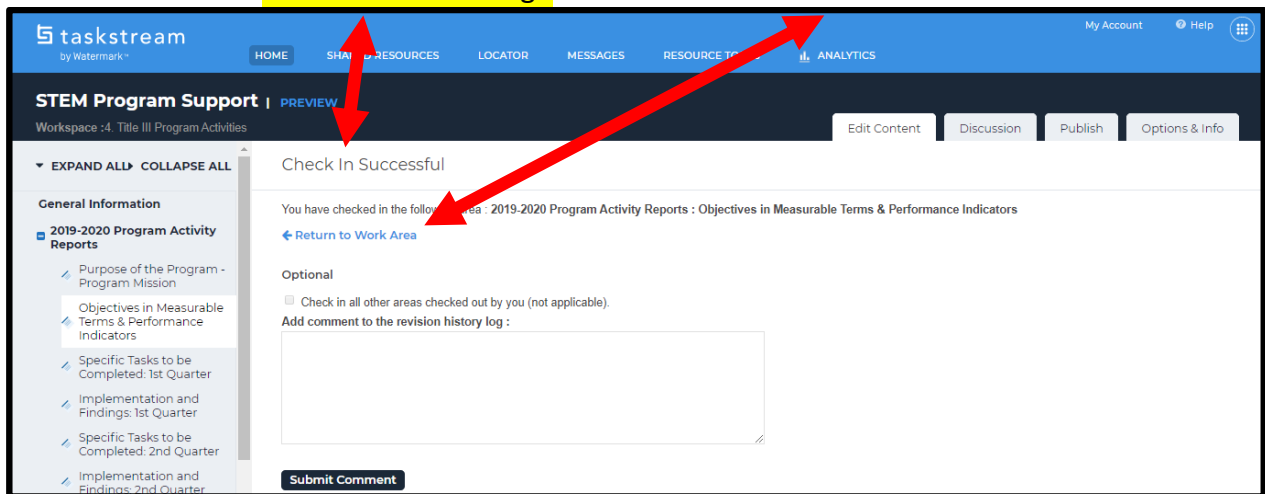 taskstream
by Watermark™
My Account Help
HOME RESOURCES LOCATOR MESSAGES ANALYTICS
STEM Program Support | PREVIEW
Workspace :4. Title III Program Activities
Edit Content Discussion Publish Options & Info
EXPAND ALL COLLAPSE ALL
Check In Successful
General Information
You have checked in the : 2019-2020 Program Activity Reports : Objectives in Measurable Terms & Performance Indicators
2019-2020 Program Activity
Reports
Return to Work Area
Purpose of the Program -
Program Mission
Optional
Check in all other areas checked out by you (not applicable).
Objectives in Measurable
Terms & Performance
Indicators
Add comment to the revision history log :
Specific Tasks to be
Completed: 1st Quarter
Implementation and
Findings: 1st Quarter
Specific Tasks to be
Completed: 2nd Quarter
Implementation and
Findings: 2nd Quarter
Submit Comment